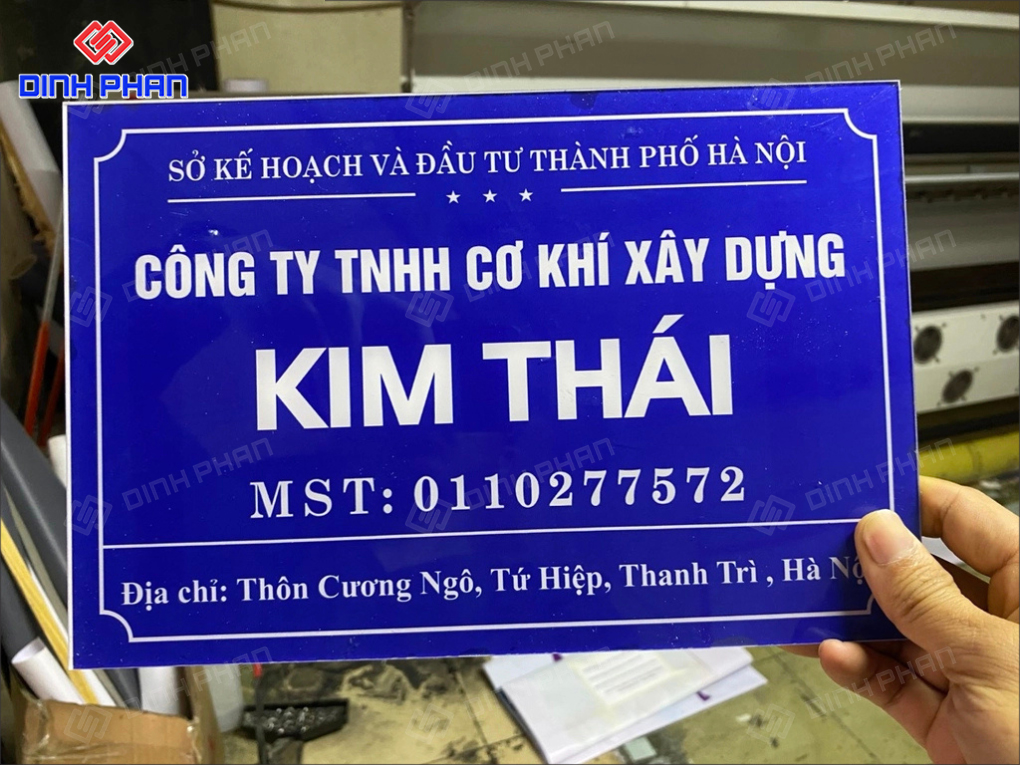 DINH PHAN
SỞ KẾ HOẠCH VÀ ĐẦU TƯ THÀNH PHỐ HÀ NỘI
CÔNG TY TNHH CƠ KHÍ XÂY DỰNG
KIM THÁI
MST: 0110277572
Địa chỉ: Thôn Cương Ngô, Tứ Hiệp, Thanh Trì , Hà Nộ